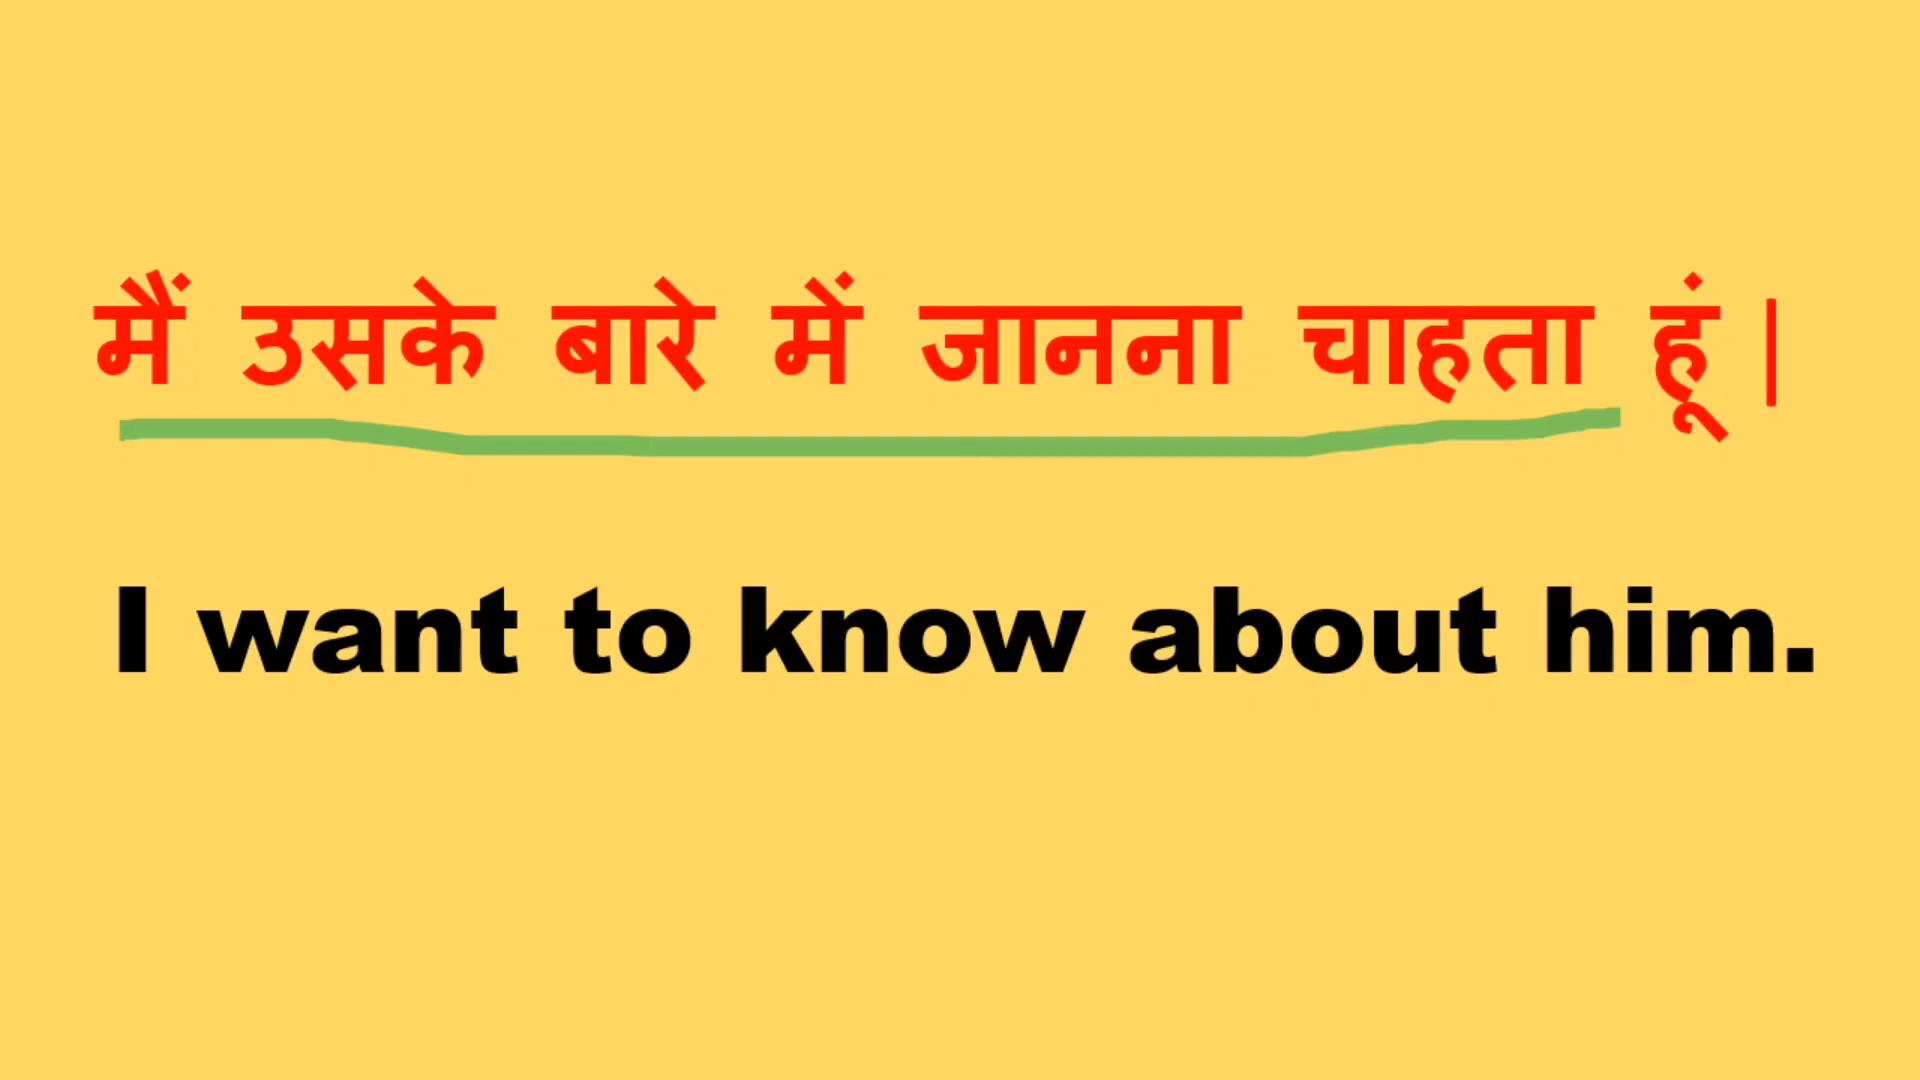 मैं उसके बारे में जानना चाहता हूं|
I want to know about him.